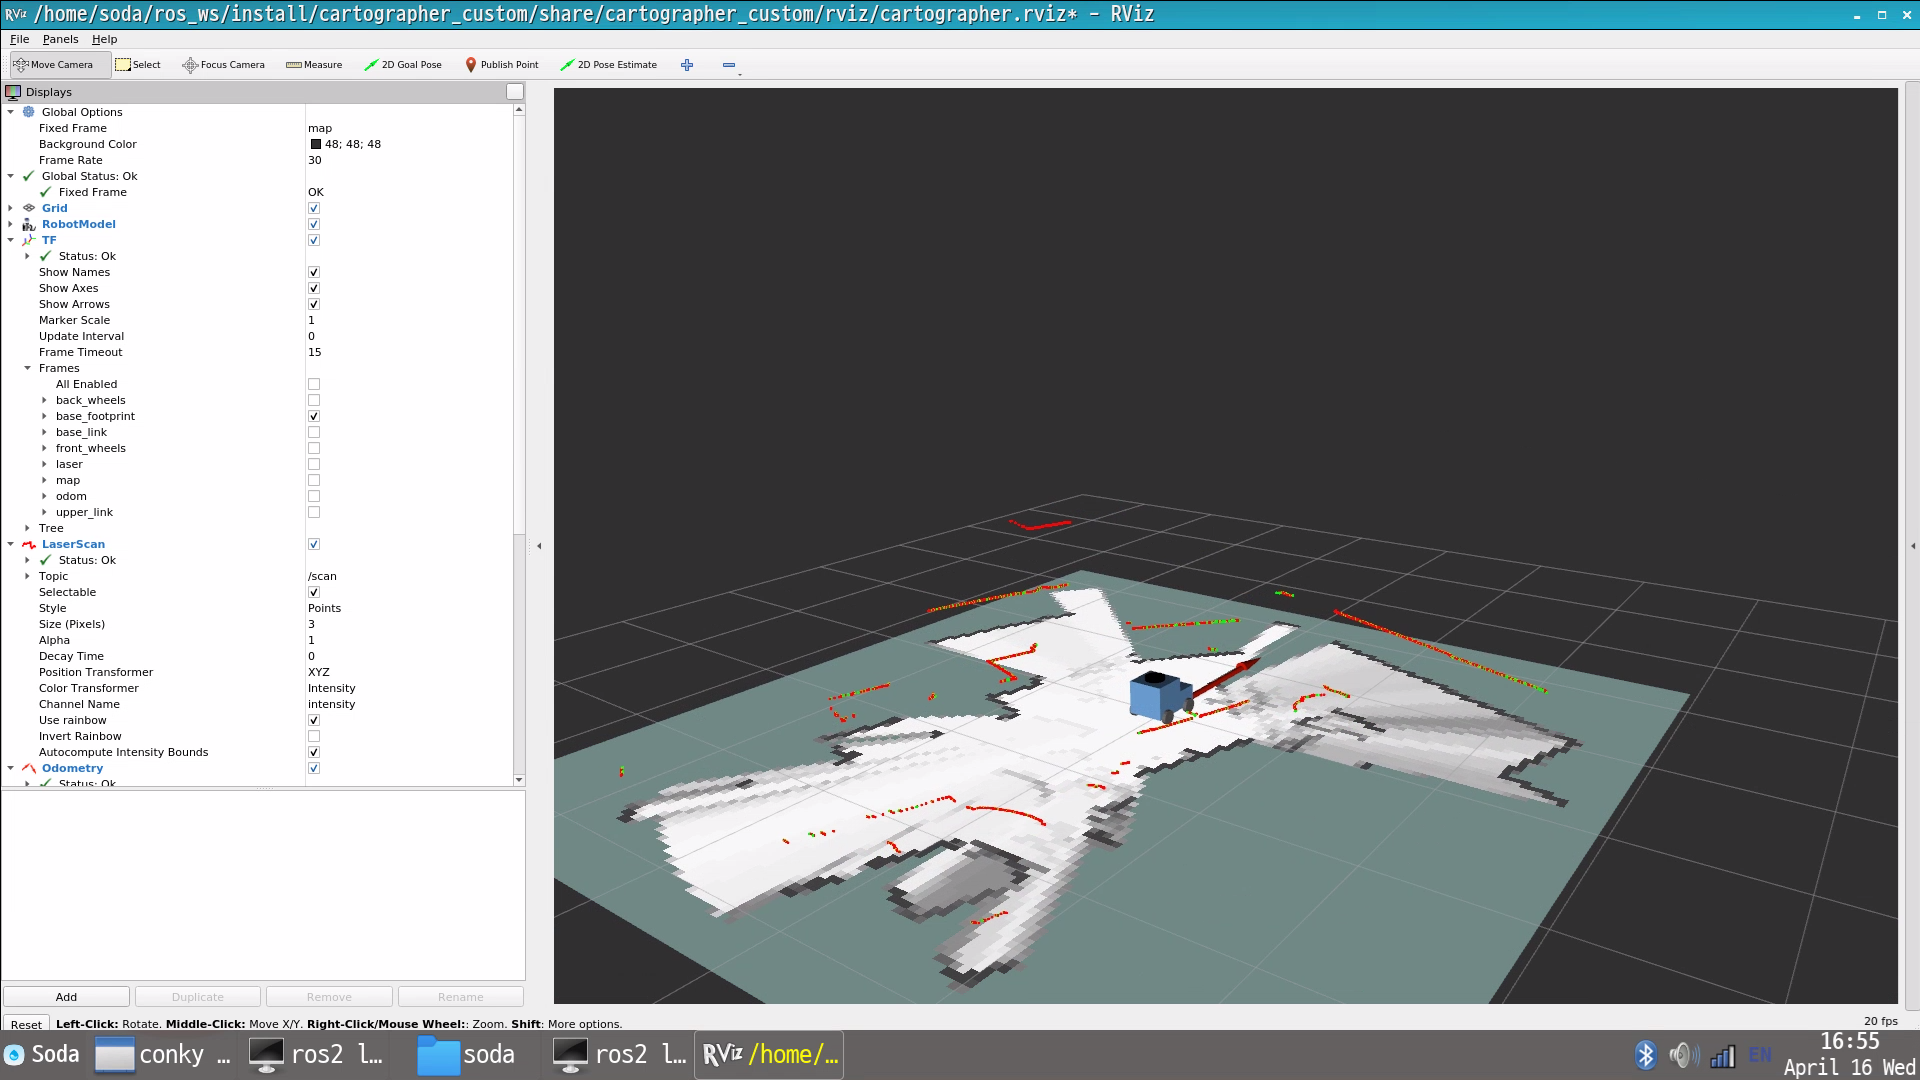 RViz /home/soda/ros_ws/install/cartographer_custom/share/cartographer_custom/rviz/cartographer.rviz* - RViz
File Panels Help
Move Camera Select Focus Camera Measure 2D Goal Pose Publish Point 2D Pose Estimate
Displays
Global Options
Fixed Frame map
Background Color 48; 48; 48
Frame Rate 30
Global Status: Ok
Fixed Frame OK
Grid
RobotModel
TF
Status: Ok
Show Names
Show Axes
Show Arrows
Marker Scale 1
Update Interval 0
Frame Timeout 15
Frames
All Enabled
back_wheels
base_footprint
base_link
front_wheels
laser
map
odom
upper_link
Tree
LaserScan
Status: Ok
Topic /scan
Selectable
Style Points
Size (Pixels) 3
Alpha 1
Decay Time 0
Position Transformer XYZ
Color Transformer Intensity
Channel Name intensity
Use rainbow
Invert Rainbow
Autocompute Intensity Bounds
Odometry
Status: Ok
Add Duplicate Remove Rename
Reset Left-Click: Rotate. Middle-Click: Move X/Y. Right-Click/Mouse Wheel:: Zoom. Shift: More options.
20 fps
Soda conky ... ros2 l... soda ros2 l... RViz /home/... EN
16:55
April 16 Wed